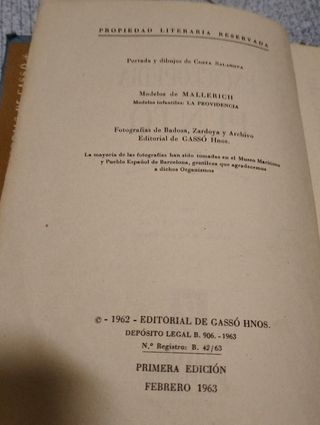 PROPIEDAD LITERARIA RESERVADA
Portada y dibujos de Costa
Modelos de MALLERICH
Modelos infantiles: LA PROVIDENCIA
Fotografías de Badosa, Zardoya y Archivo
Editorial de GASSÓ Hnos.
La mayoría de las fotografías han sido tomadas en el Museo Marítimo
y Pueblo Español de Barcelona, gentileza que agradecemos
a dichos Organismos
© - 1962 - EDITORIAL DE GASSÓ HNOS.
DEPÓSITO LEGAL B. 906. -1963
N.º Registro: B. 42/63
PRIMERA EDICIÓN
FEBRERO 1963